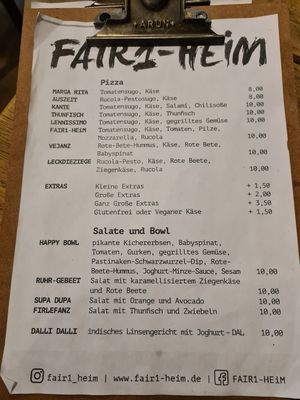 ARUN
FAIR1-HEiM
Pizza
MARGA RITA Tomatensugo, Käse 8,00
AUSZEIT Rucola-Pestosugo, Käse 8,00
KANTE Tomatensugo, Käse, Salami, Chilisoße 10,00
THUNFISCH Tomatensugo, Käse, Thunfisch 10,00
LENNISSIMO Tomatensugo, Käse, gegrilltes Gemüse 10,00
FAIR1-HEiM Tomatensugo, Käse, Tomaten, Pilze,
Mozzarella, Rucola 10,00
VEJANZ Rote-Bete-Hummus, Käse, Rote Bete,
Babyspinat 10,00
LECKDIEZIEGE Rucola-Pesto, Käse, Rote Beete,
Ziegenkäse, Rucola 10,00
EXTRAS Kleine Extras + 1,50
Große Extras + 2,00
Ganz Große Extras + 3,50
Glutenfrei oder Veganer Käse + 1,50
Salate und Bowl
HAPPY BOWL pikante Kichererbsen, Babyspinat,
Tomaten, Gurken, gegrilltes Gemüse,
Pastinaken-Schwarzwurzel-Dip, Rote-
Beete-Hummus, Joghurt-Minze-Sauce, Sesam 10,00
RUHR-GEBEET Salat mit karamellisertem Ziegenkäse
und Rote Beete 10,00
SUPA DUPA Salat mit Orange und Avocado 10,00
FIRLEFANZ Salat mit Thunfisch und Zwiebeln 10,00
DALLI DALLI indisches Linsengericht mit Joghurt-DAL 10,00
fair1_heim | www.fair1-heim.de | FAIR1-HEiM